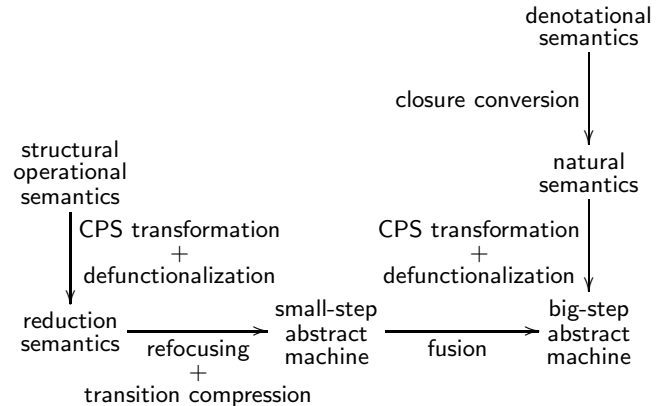 denotational
semantics
closure conversion
structural
operational
semantics
natural
semantics
CPS transformation
+
defunctionalization
CPS transformation
+
defunctionalization
reduction
semantics
refocusing
+
transition compression
small-step
abstract
machine
fusion
big-step
abstract
machine